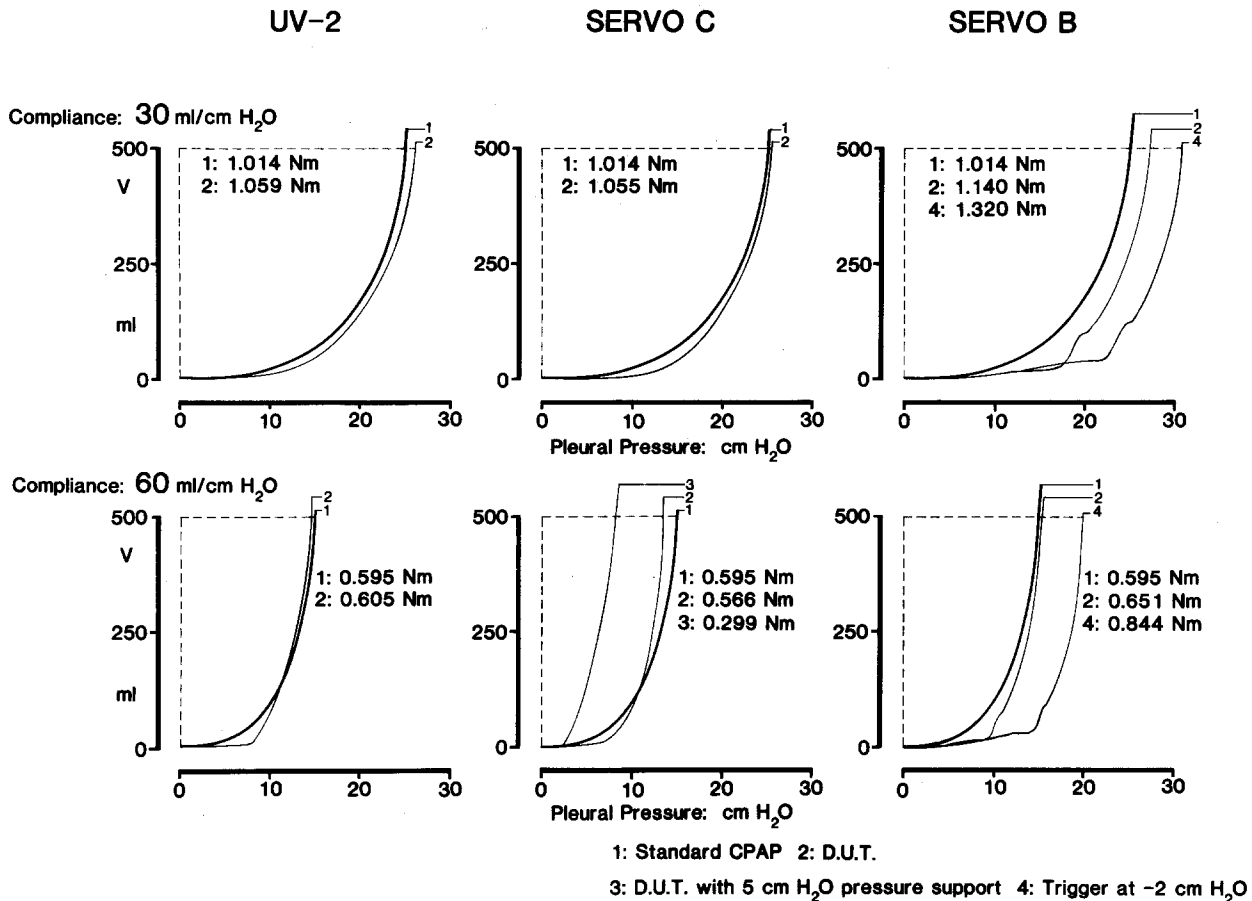 UV-2 SERVO C SERVO B
Compliance: 30 ml/cm H₂O
500
V
250
ml
0
1: 1.014 Nm
2: 1.059 Nm
1
2
0 10 20 30
500
250
0
1: 1.014 Nm
2: 1.055 Nm
1
2
0 10 20 30
Pleural Pressure: cm H₂O
500
250
0
1: 1.014 Nm
2: 1.140 Nm
4: 1.320 Nm
1
2
4
0 10 20 30
Compliance: 60 ml/cm H₂O
500
V
250
ml
0
2
1
1: 0.595 Nm
2: 0.605 Nm
0 10 20 30
500
250
0
3
2
1
1: 0.595 Nm
2: 0.566 Nm
3: 0.299 Nm
0 10 20 30
Pleural Pressure: cm H₂O
500
250
0
1
2
4
1: 0.595 Nm
2: 0.651 Nm
4: 0.844 Nm
0 10 20 30
1: Standard CPAP 2: D.U.T.
3: D.U.T. with 5 cm H₂O pressure support 4: Trigger at -2 cm H₂O